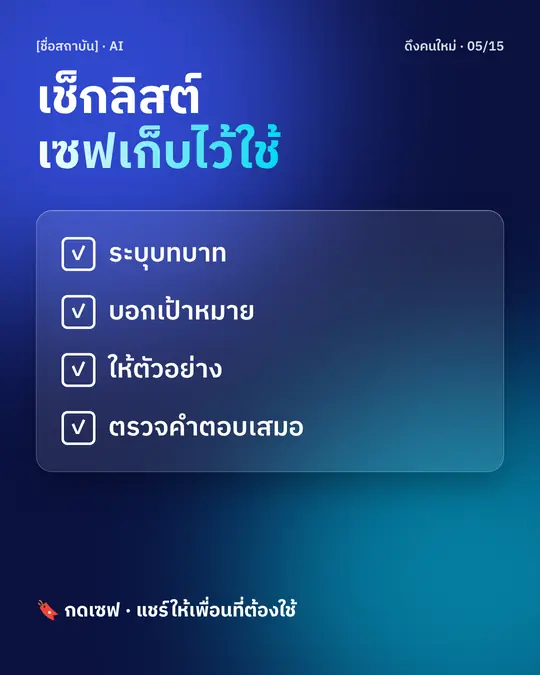 [ชื่อสถาบัน] · AI
ดึงคนใหม่ · 05/15
เช็กลิสต์
เซฟเก็บไว้ใช้
ระบุบทบาท
บอกเป้าหมาย
ให้ตัวอย่าง
ตรวจคำตอบเสมอ
🔖 กดเซฟ · แชร์ให้เพื่อนที่ต้องใช้